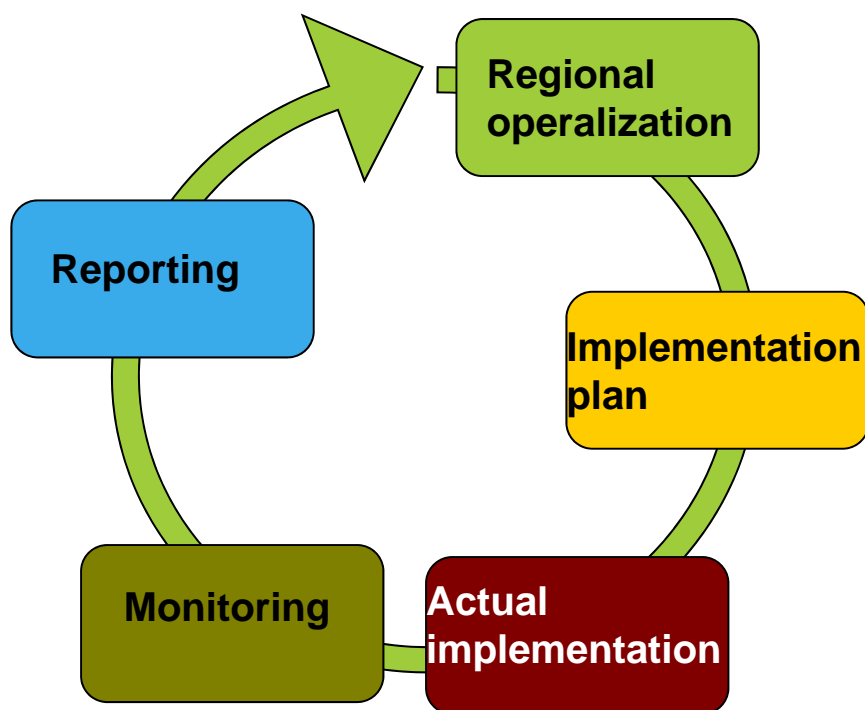 Regional
operalization
Implementation
plan
Actual
implementation
Monitoring
Reporting